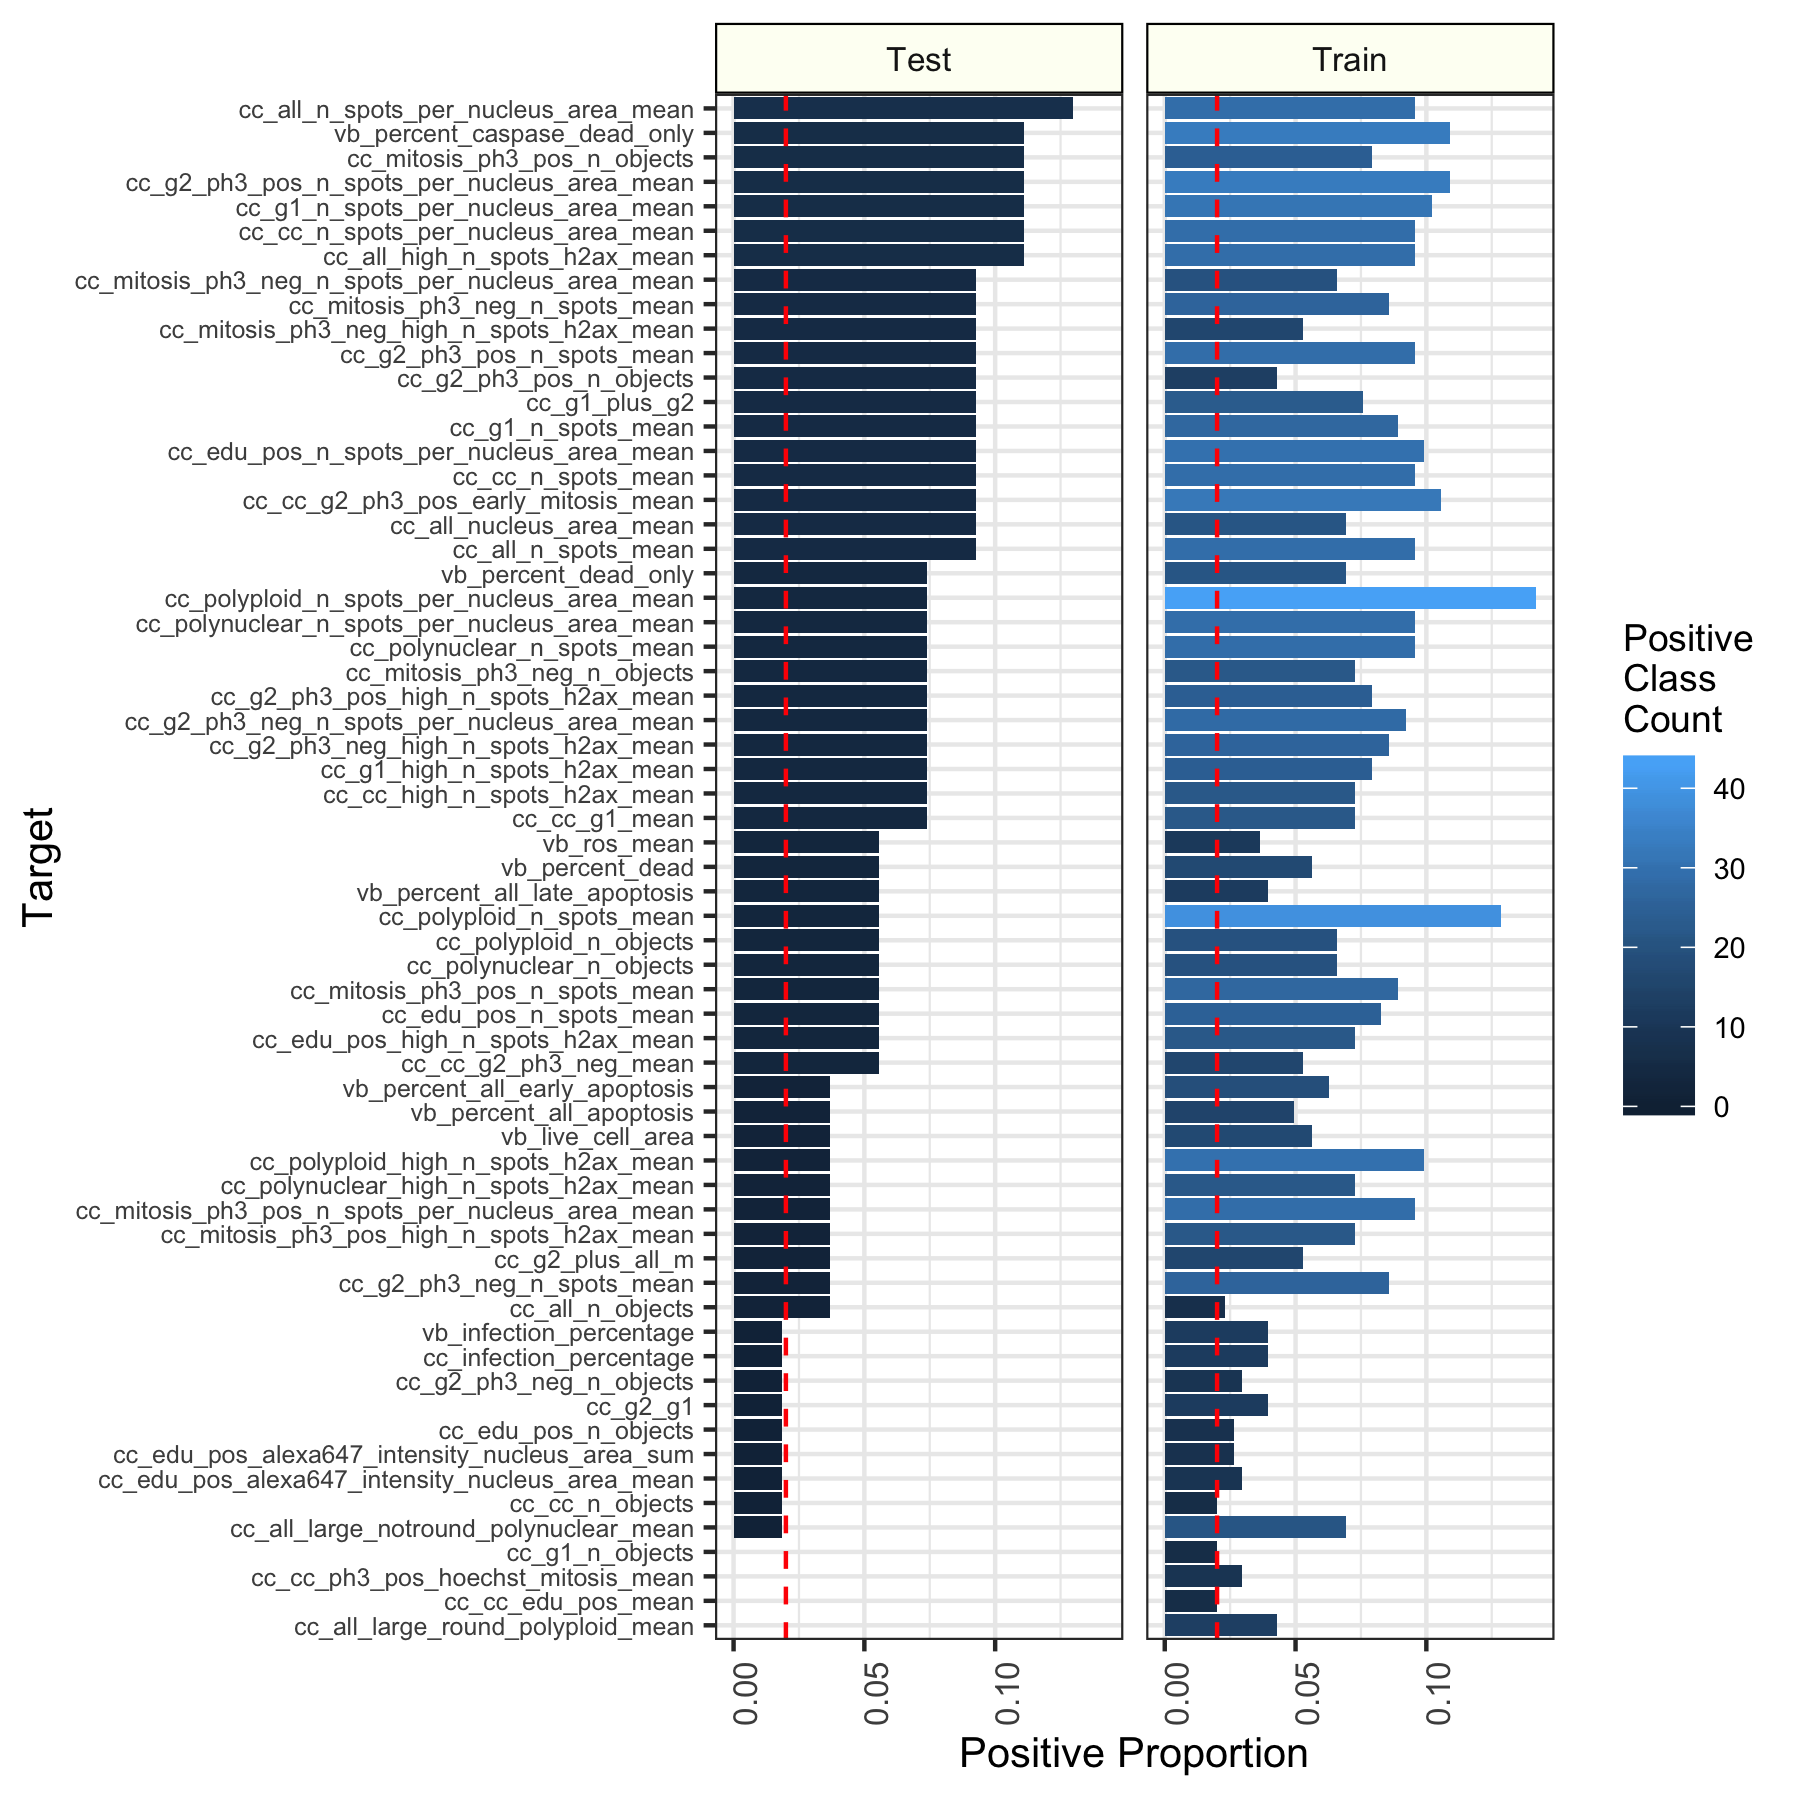 Test
Train
cc_all_n_spots_per_nucleus_area_mean
vb_percent_caspase_dead_only
cc_mitosis_ph3_pos_n_objects
cc_g2_ph3_pos_n_spots_per_nucleus_area_mean
cc_g1_n_spots_per_nucleus_area_mean
cc_cc_n_spots_per_nucleus_area_mean
cc_all_high_n_spots_h2ax_mean
cc_mitosis_ph3_neg_n_spots_per_nucleus_area_mean
cc_mitosis_ph3_neg_n_spots_mean
cc_mitosis_ph3_neg_high_n_spots_h2ax_mean
cc_g2_ph3_pos_n_spots_mean
cc_g2_ph3_pos_n_objects
cc_g1_plus_g2
cc_g1_n_spots_mean
cc_edu_pos_n_spots_per_nucleus_area_mean
cc_cc_n_spots_mean
cc_cc_g2_ph3_pos_early_mitosis_mean
cc_all_nucleus_area_mean
cc_all_n_spots_mean
vb_percent_dead_only
cc_polyploid_n_spots_per_nucleus_area_mean
cc_polynuclear_n_spots_per_nucleus_area_mean
cc_polynuclear_n_spots_mean
cc_mitosis_ph3_neg_n_objects
cc_g2_ph3_pos_high_n_spots_h2ax_mean
cc_g2_ph3_neg_n_spots_per_nucleus_area_mean
cc_g2_ph3_neg_high_n_spots_h2ax_mean
cc_g1_high_n_spots_h2ax_mean
cc_cc_high_n_spots_h2ax_mean
cc_cc_g1_mean
vb_ros_mean
vb_percent_dead
vb_percent_all_late_apoptosis
cc_polyploid_n_spots_mean
cc_polyploid_n_objects
cc_polynuclear_n_objects
cc_mitosis_ph3_pos_n_spots_mean
cc_edu_pos_n_spots_mean
cc_edu_pos_high_n_spots_h2ax_mean
cc_cc_g2_ph3_neg_mean
vb_percent_all_early_apoptosis
vb_percent_all_apoptosis
vb_live_cell_area
cc_polyploid_high_n_spots_h2ax_mean
cc_polynuclear_high_n_spots_h2ax_mean
cc_mitosis_ph3_pos_n_spots_per_nucleus_area_mean
cc_mitosis_ph3_pos_high_n_spots_h2ax_mean
cc_g2_plus_all_m
cc_g2_ph3_neg_n_spots_mean
cc_all_n_objects
vb_infection_percentage
cc_infection_percentage
cc_g2_ph3_neg_n_objects
cc_g2_g1
cc_edu_pos_n_objects
cc_edu_pos_alexa647_intensity_nucleus_area_sum
cc_edu_pos_alexa647_intensity_nucleus_area_mean
cc_cc_n_objects
cc_all_large_notround_polynuclear_mean
cc_g1_n_objects
cc_cc_ph3_pos_hoechst_mitosis_mean
cc_cc_edu_pos_mean
cc_all_large_round_polyploid_mean
Target
0.00
0.05
0.10
0.00
0.05
0.10
Positive Proportion
Positive
Class
Count
40
30
20
10
0